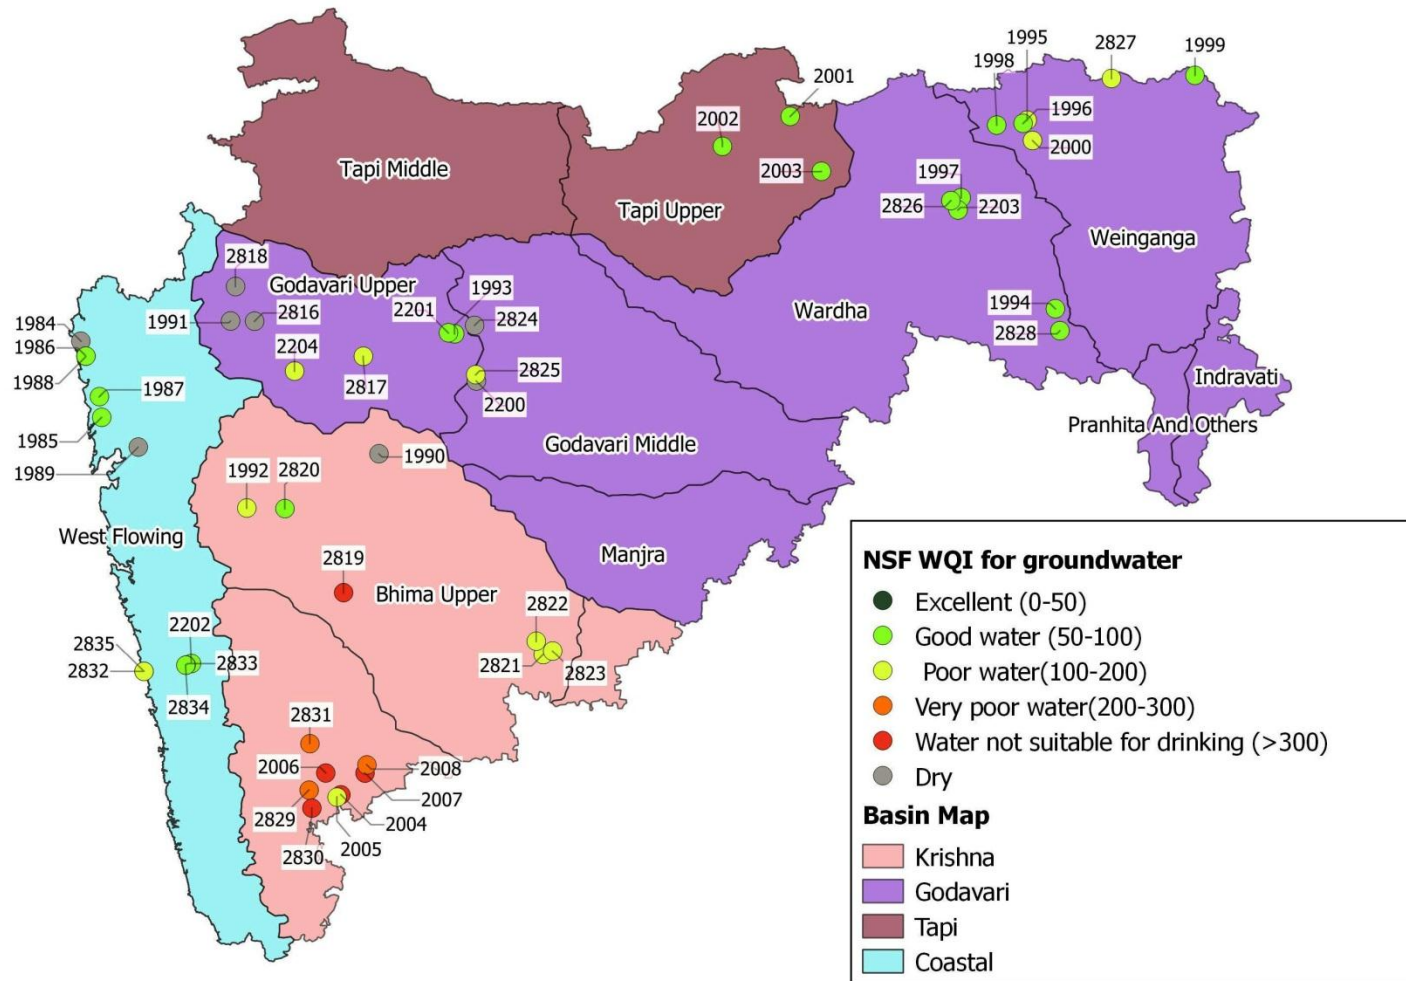 1995
2827
1999
1998
2001
1996
2002
2000
Tapi Middle
2003
1997
Tapi Upper
2826
2203
Weinganga
2818
Godavari Upper
1993
1994
Wardha
1984
1991
2816
2201
2824
2828
1986
2204
2825
1988
1987
2817
2200
Indravati
Pranhita And Others
1985
Godavari Middle
1989
1990
1992
2820
West Flowing
Manjra
2819
Bhima Upper
2822
2202
2835
2833
2821
2823
2832
2834
2831
2006
2008
2007
2829
2004
2005
2830
NSF WQI for groundwater
Excellent (0-50)
Good water (50-100)
Poor water(100-200)
Very poor water(200-300)
Water not suitable for drinking (>300)
Dry
Basin Map
Krishna
Godavari
Tapi
Coastal